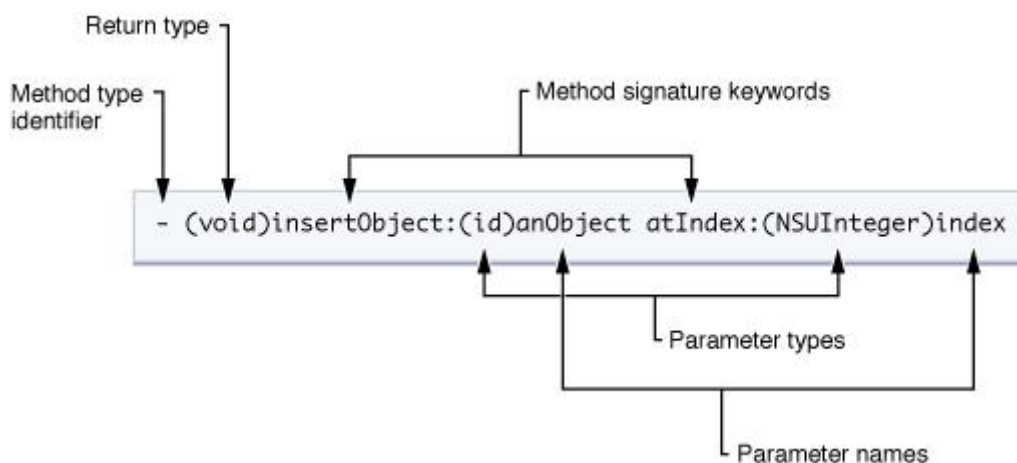 Return type
Method type
identifier
Method signature keywords
- (void)insertObject:(id)anObject atIndex:(NSUInteger)index
Parameter types
Parameter names